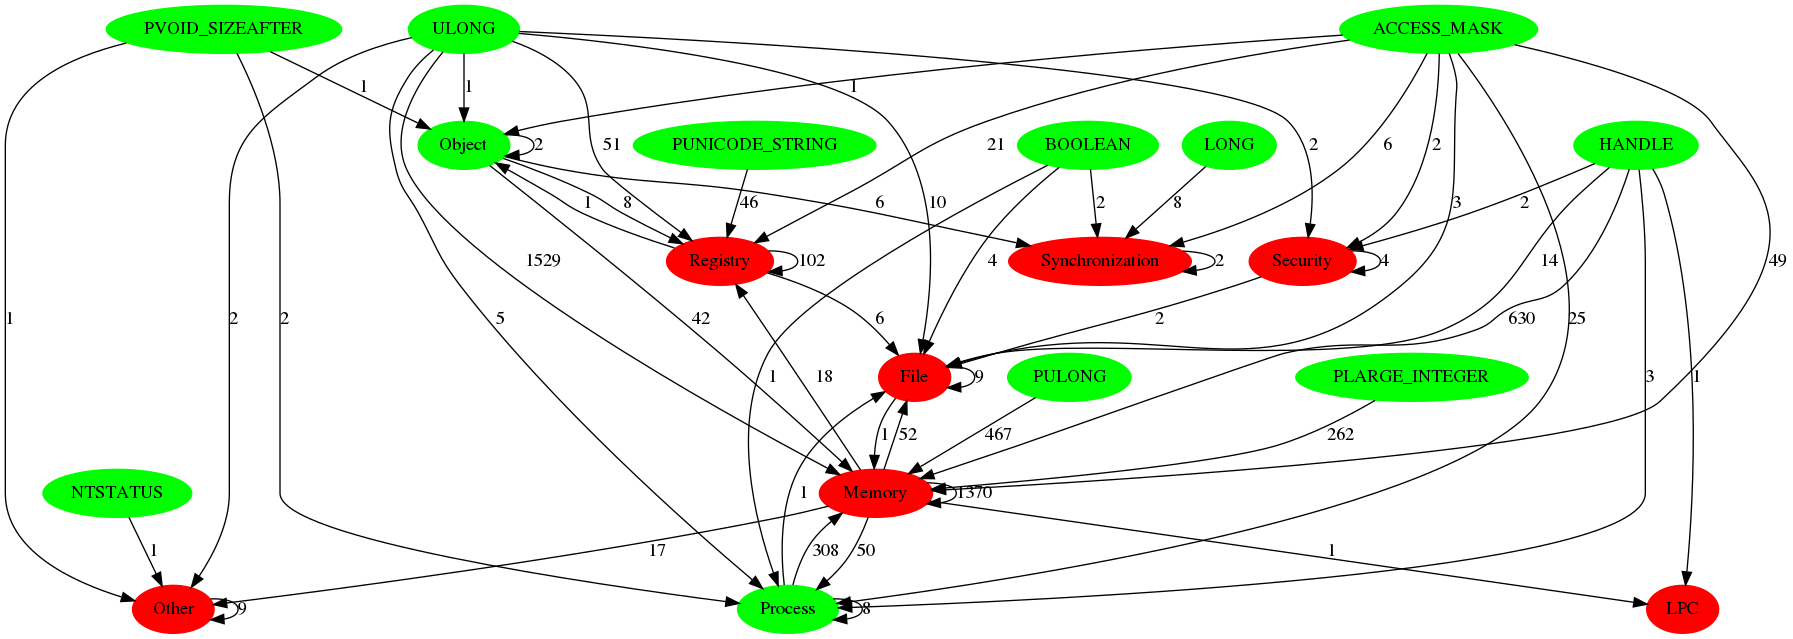 PVOID_SIZEAFTER ULONG ACCESS_MASK
1 1 1
Object 2 PUNICODE_STRING BOOLEAN LONG HANDLE
51 21 2 6 2
1 8 46 6 10 2 8 3 2
Registry 102 Synchronization 2 Security 4
1529 4 14 49
1 2 2 5 42 18 6 2 630 25
File 9 PULONG PLARGE_INTEGER
1 3 1
1 52 467 262
NTSTATUS 1 Memory 1370
1 17 308 50 1
Other 9 Process 8 LPC